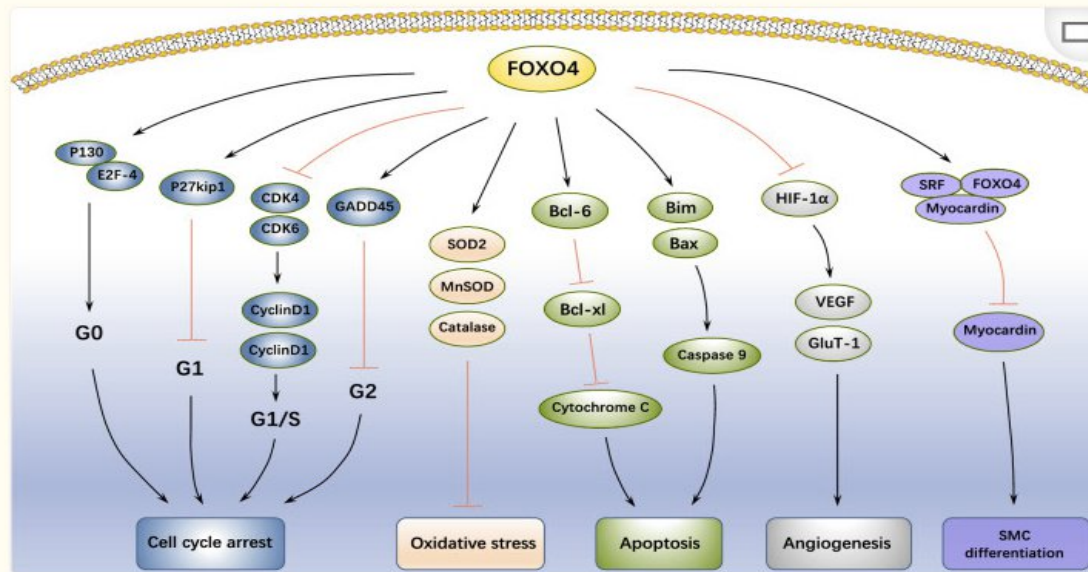 FOXO4
P130
E2F-4
P27kip1
CDK4
CDK6
GADD45
SOD2
MnSOD
Catalase
Bcl-6
Bcl-xl
Cytochrome C
Bim
Bax
Caspase 9
HIF-1α
VEGF
GluT-1
SRF
FOXO4
Myocardin
Myocardin
CyclinD1
CyclinD1
G0
G1
G1/S
G2
Cell cycle arrest
Oxidative stress
Apoptosis
Angiogenesis
SMC
differentiation